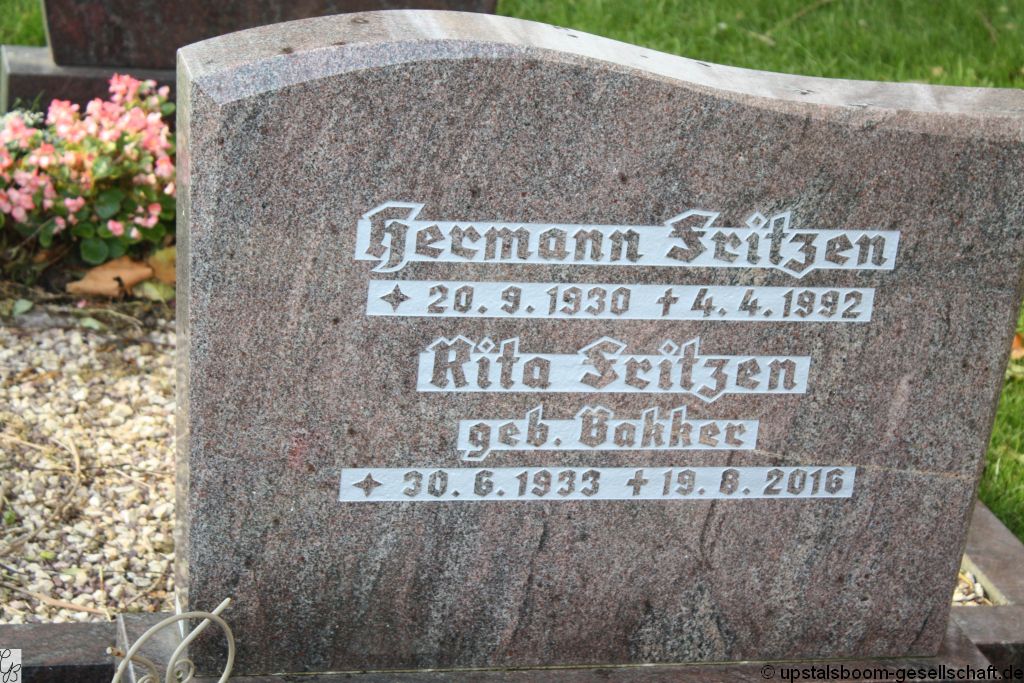 Hermann Fritzen
✦ 20.9.1930 ✝ 4.4.1992
Rita Fritzen
geb. Bakker
✦ 30.6.1933 ✝ 19.8.2016
© upstalsboom-gesellschaft.de